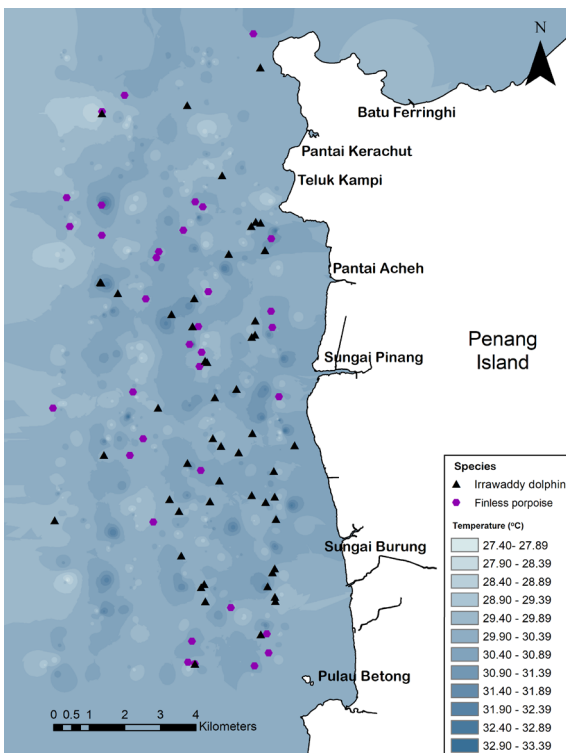 N
Batu Ferringhi
Pantai Kerachut
Teluk Kampi
Pantai Acheh
Penang
Island
Sungai Pinang
Species
Irrawaddy dolphin
Finless porpoise
Temperature (°C)
27.40- 27.89
27.90 - 28.39
28.40 - 28.89
28.90 - 29.39
29.40 - 29.89
29.90 - 30.39
30.40 - 30.89
30.90 - 31.39
31.40 - 31.89
31.90 - 32.39
32.40 - 32.89
32.90 - 33.39
Sungai Burung
Pulau Betong
0 0.5 1 2 3 4
Kilometers